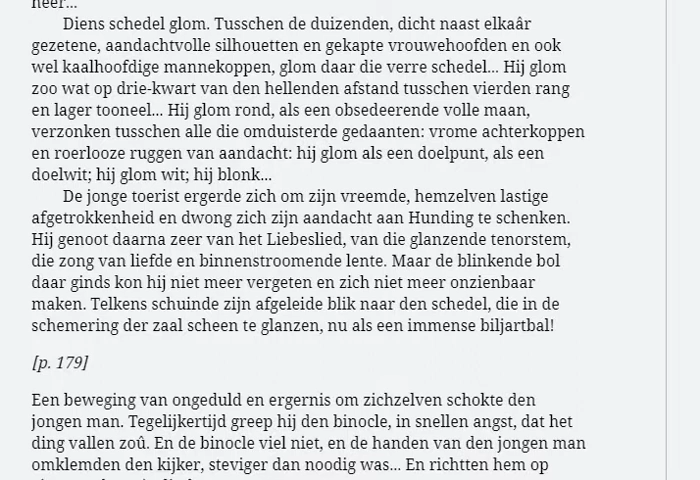 heer...
Diens schedel glom. Tusschen de duizenden, dicht naast elkaâr
gezetene, aandachtvolle silhouetten en gekapte vrouwehoofden en ook
wel kaalhoofdige mannekoppen, glom daar die verre schedel... Hij glom
zoo wat op drie-kwart van den hellenden afstand tusschen vierden rang
en lager tooneel... Hij glom rond, als een obsedeerende volle maan,
verzonken tusschen alle die omduisterde gedaanten: vrome achterkoppen
en roerlooze ruggen van aandacht: hij glom als een doelpunt, als een
doelwit; hij glom wit; hij blonk...
De jonge toerist ergerde zich om zijn vreemde, hemzelven lastige
afgetrokkenheid en dwong zich zijn aandacht aan Hunding te schenken.
Hij genoot daarna zeer van het Liebeslied, van die glanzende tenorstem,
die zong van liefde en binnenstroomende lente. Maar de blinkende bol
daar ginds kon hij niet meer vergeten en zich niet meer onzienbaar
maken. Telkens schuinde zijn afgeleide blik naar den schedel, die in de
schemering der zaal scheen te glanzen, nu als een immense biljartbal!
[p. 179]
Een beweging van ongeduld en ergernis om zichzelven schokte den
jongen man. Tegelijkertijd greep hij den binocle, in snellen angst, dat het
ding vallen zoû. En de binocle viel niet, en de handen van den jongen man
omklemden den kijker, steviger dan noodig was... En richtten hem op